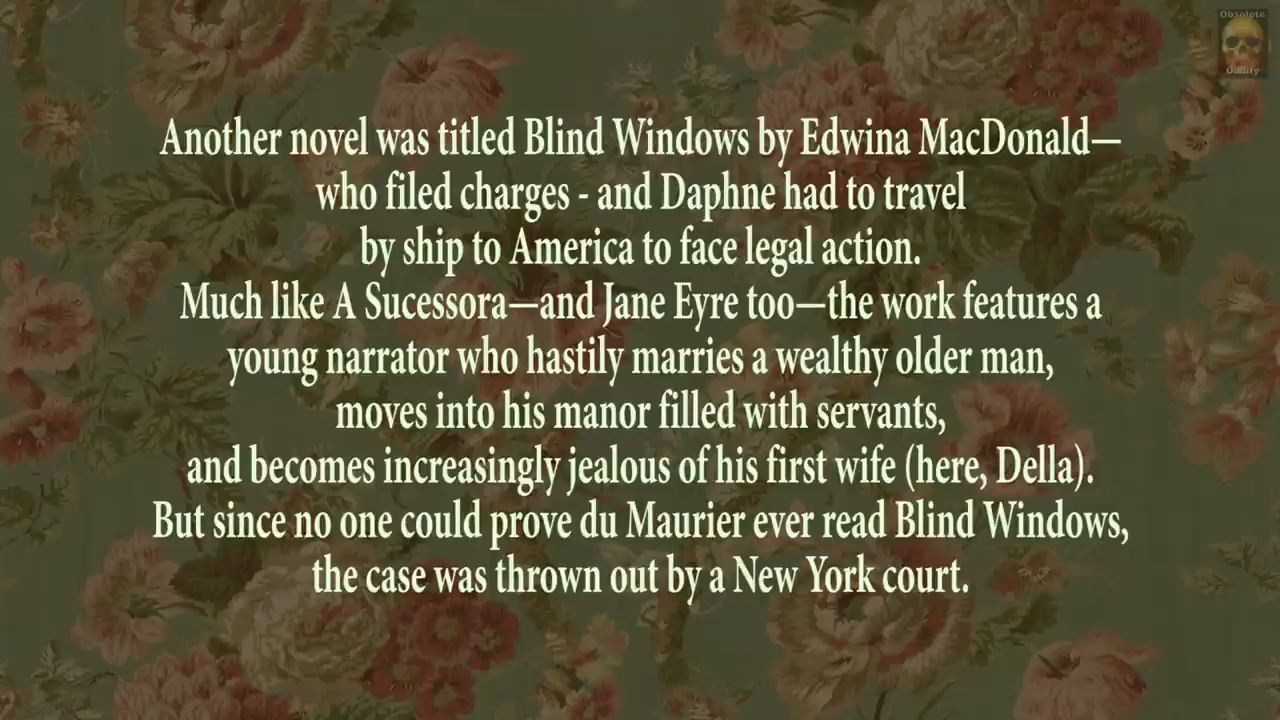 Obsolete
Oddity
Another novel was titled Blind Windows by Edwina MacDonald—
who filed charges - and Daphne had to travel
by ship to America to face legal action.
Much like A Sucessora—and Jane Eyre too—the work features a
young narrator who hastily marries a wealthy older man,
moves into his manor filled with servants,
and becomes increasingly jealous of his first wife (here, Della).
But since no one could prove du Maurier ever read Blind Windows,
the case was thrown out by a New York court.